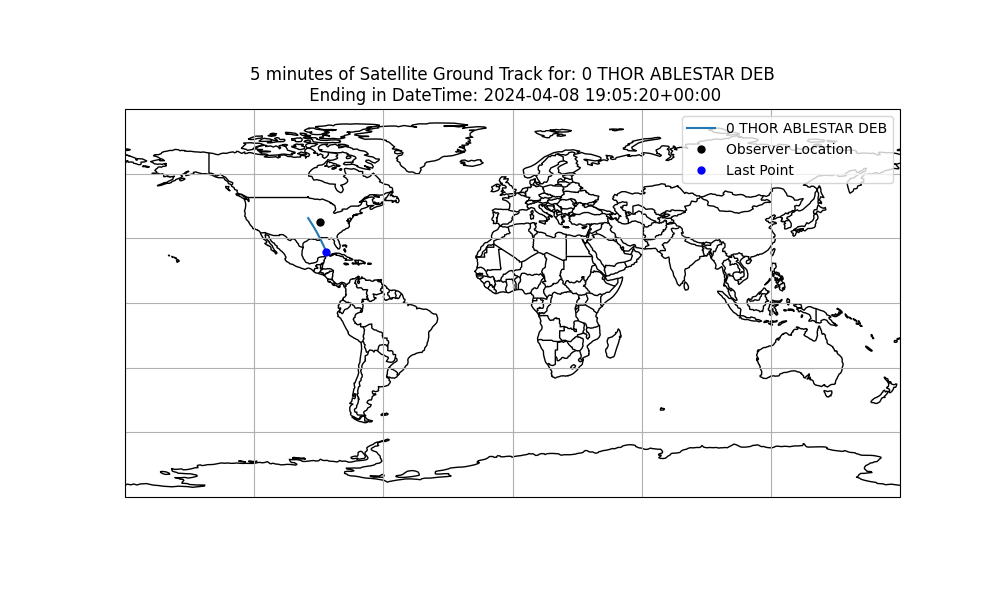 5 minutes of Satellite Ground Track for: 0 THOR ABLESTAR DEB
Ending in DateTime: 2024-04-08 19:05:20+00:00
0 THOR ABLESTAR DEB
Observer Location
Last Point